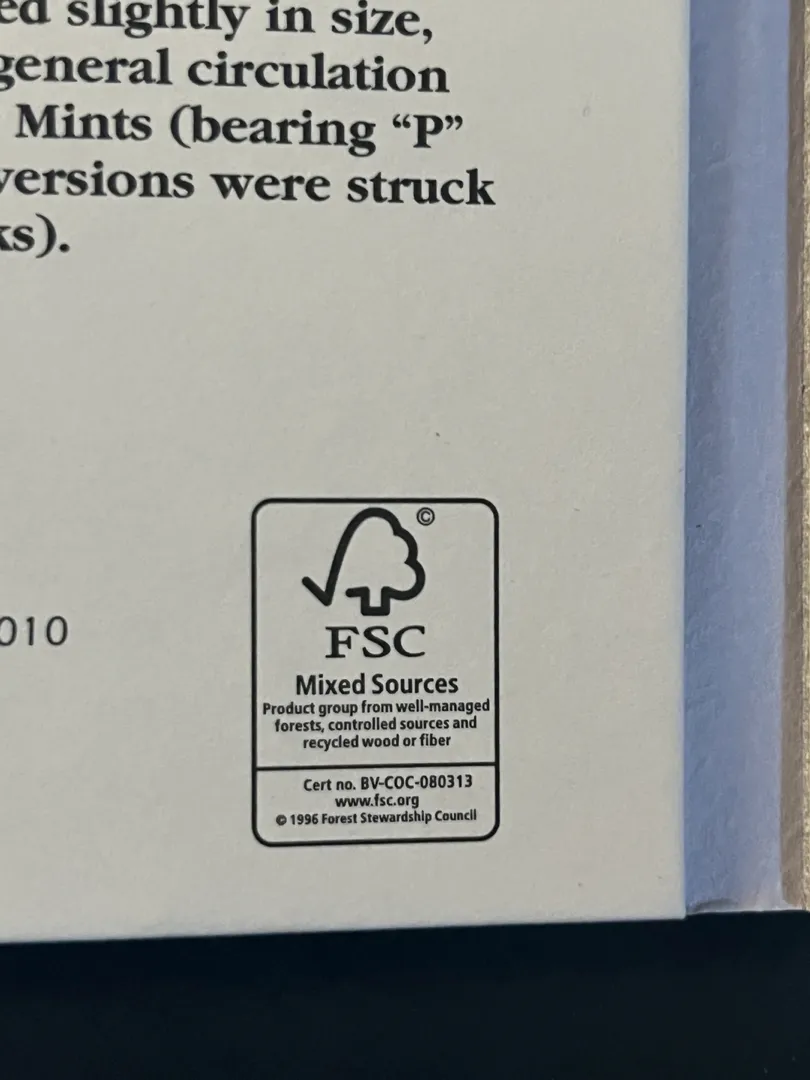 slightly in size,
general circulation
Mints (bearing “P”
versions were struck
ks).
©
FSC
Mixed Sources
Product group from well-managed
forests, controlled sources and
010
recycled wood or fiber
Cert no. BV-COC-080313
www.fsc.org
© 1996 Forest Stewardship Council